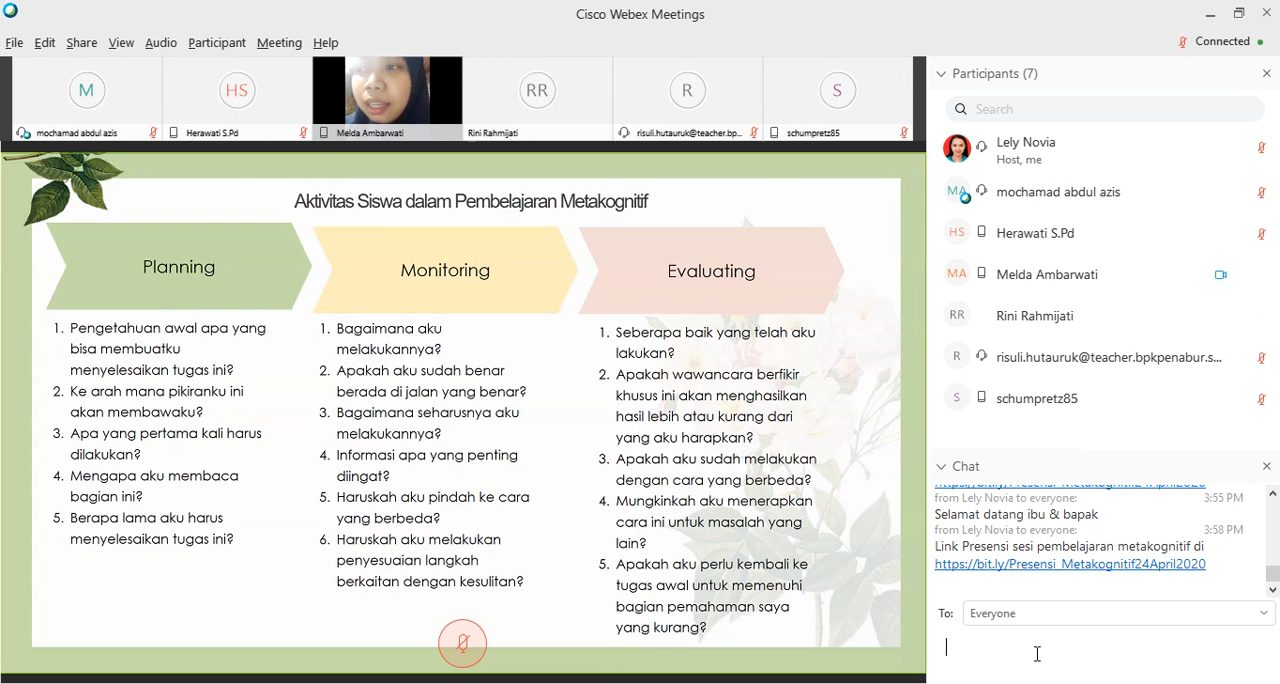 Cisco Webex Meetings
File Edit Share View Audio Participant Meeting Help
Connected
M
HS
RR
R
S
mochamad abdul azis
Herawati S.Pd
Melda Ambarwati
Rini Rahmijati
risuli.hutauruk@teacher.bp...
schumpretz85
Aktivitas Siswa dalam Pembelajaran Metakognitif
Planning
1. Pengetahuan awal apa yang
bisa membuatku
menyelesaikan tugas ini?
2. Ke arah mana pikiranku ini
akan membawaku?
3. Apa yang pertama kali harus
dilakukan?
4. Mengapa aku membaca
bagian ini?
5. Berapa lama aku harus
menyelesaikan tugas ini?
Monitoring
1. Bagaimana aku
melakukannya?
2. Apakah aku sudah benar
berada di jalan yang benar?
3. Bagaimana seharusnya aku
melakukannya?
4. Informasi apa yang penting
diingat?
5. Haruskah aku pindah ke cara
yang berbeda?
6. Haruskah aku melakukan
penyesuaian langkah
berkaitan dengan kesulitan?
Evaluating
1. Seberapa baik yang telah aku
lakukan?
2. Apakah wawancara berfikir
khusus ini akan menghasilkan
hasil lebih atau kurang dari
yang aku harapkan?
3. Apakah aku sudah melakukan
dengan cara yang berbeda?
4. Mungkinkah aku menerapkan
cara ini untuk masalah yang
lain?
5. Apakah aku perlu kembali ke
tugas awal untuk memenuhi
bagian pemahaman saya
yang kurang?
Participants (7)
Search
Lely Novia
Host, me
MA mochamad abdul azis
HS Herawati S.Pd
MA Melda Ambarwati
RR Rini Rahmijati
R risuli.hutauruk@teacher.bpkpenabur.s...
S schumpretz85
Chat
https://bit.ly/Presensi_Metakognitif24April2020
from Lely Novia to everyone: 3:55 PM
Selamat datang ibu & bapak
from Lely Novia to everyone: 3:58 PM
Link Presensi sesi pembelajaran metakognitif di
https://bit.ly/Presensi_Metakognitif24April2020
To: Everyone